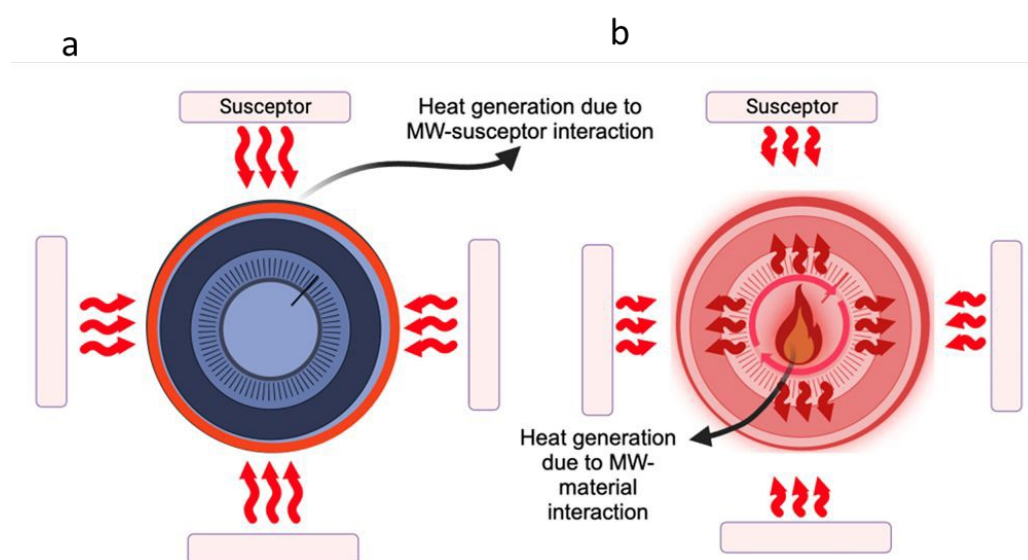 a
b
Susceptor
Heat generation due to
MW-susceptor interaction
Susceptor
Heat generation
due to MW-
material
interaction